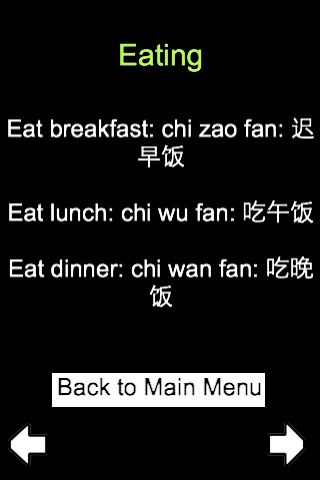 Eating
Eat breakfast: chi zao fan: 迟
早饭
Eat lunch: chi wu fan: 吃午饭
Eat dinner: chi wan fan: 吃晚
饭
Back to Main Menu